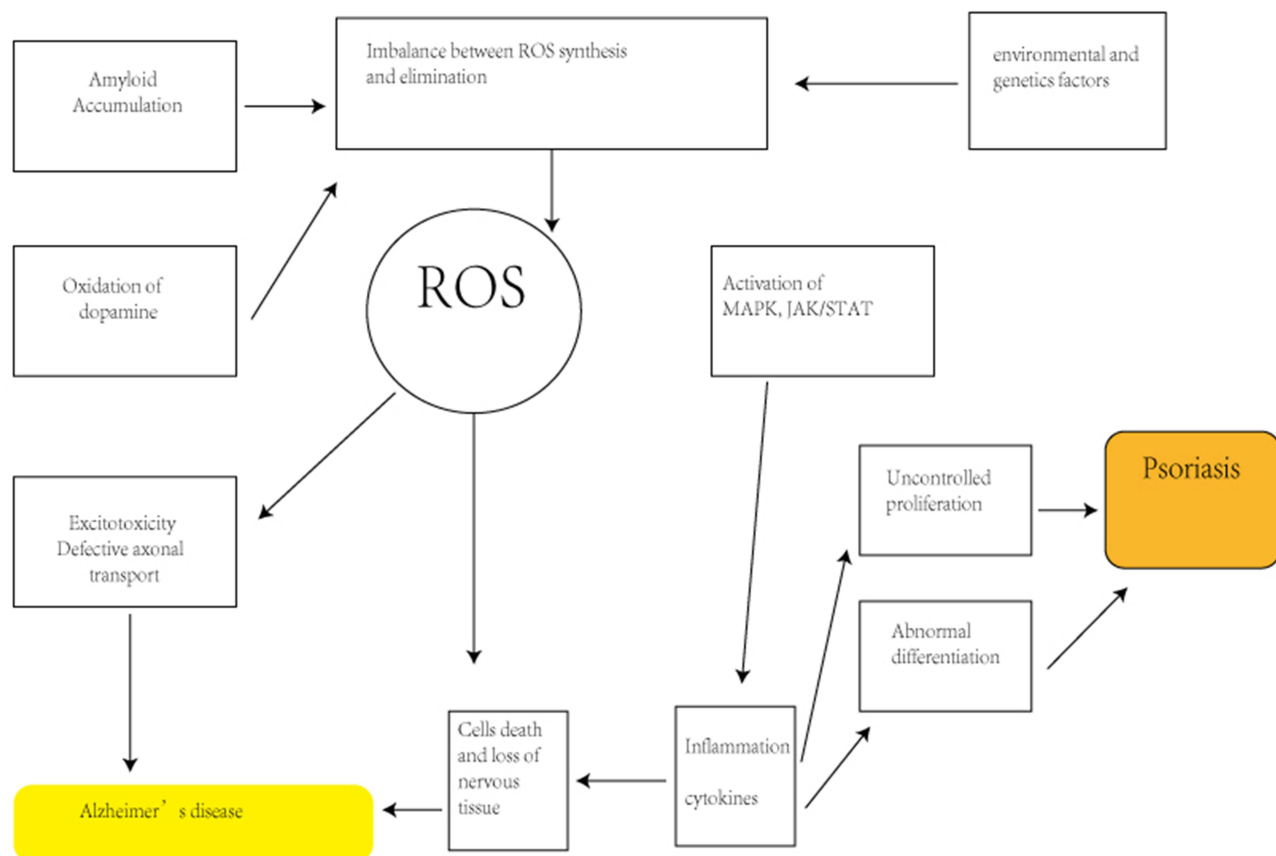 Amyloid
Accumulation
Imbalance between ROS synthesis
and elimination
environmental and
genetics factors
Oxidation of
dopamine
ROS
Activation of
MAPK, JAK/STAT
Excitotoxicity
Defective axonal
transport
Uncontrolled
proliferation
Psoriasis
Abnormal
differentiation
Cells death
and loss of
nervous
tissue
Inflammation
cytokines
Alzheimer’s disease